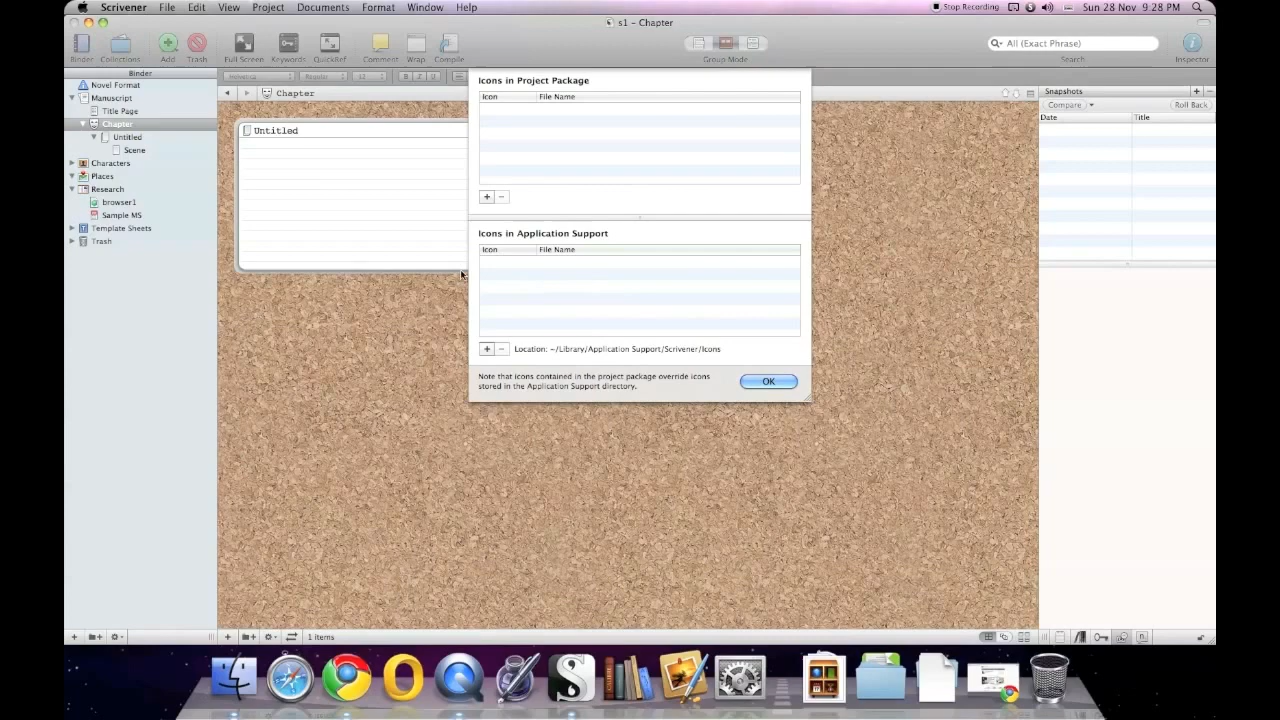 Scrivener File Edit View Project Documents Format Window Help Stop Recording Sun 28 Nov 9:28 PM
s1 - Chapter
Binder Collections Add Trash Full Screen Keywords QuickRef Comment Wrap Compile Group Mode All (Exact Phrase) Search Inspector
Binder
Novel Format
Manuscript
Title Page
Chapter
Untitled
Scene
Characters
Places
Research
browser1
Sample MS
Template Sheets
Trash
Helvetica Regular 12 B I U
Chapter
Untitled
Icons in Project Package
Icon File Name
+ −
Icons in Application Support
Icon File Name
+ − Location: ~/Library/Application Support/Scrivener/Icons
Note that icons contained in the project package override icons
stored in the Application Support directory.
OK
Snapshots
Compare Roll Back
Date Title
1 items